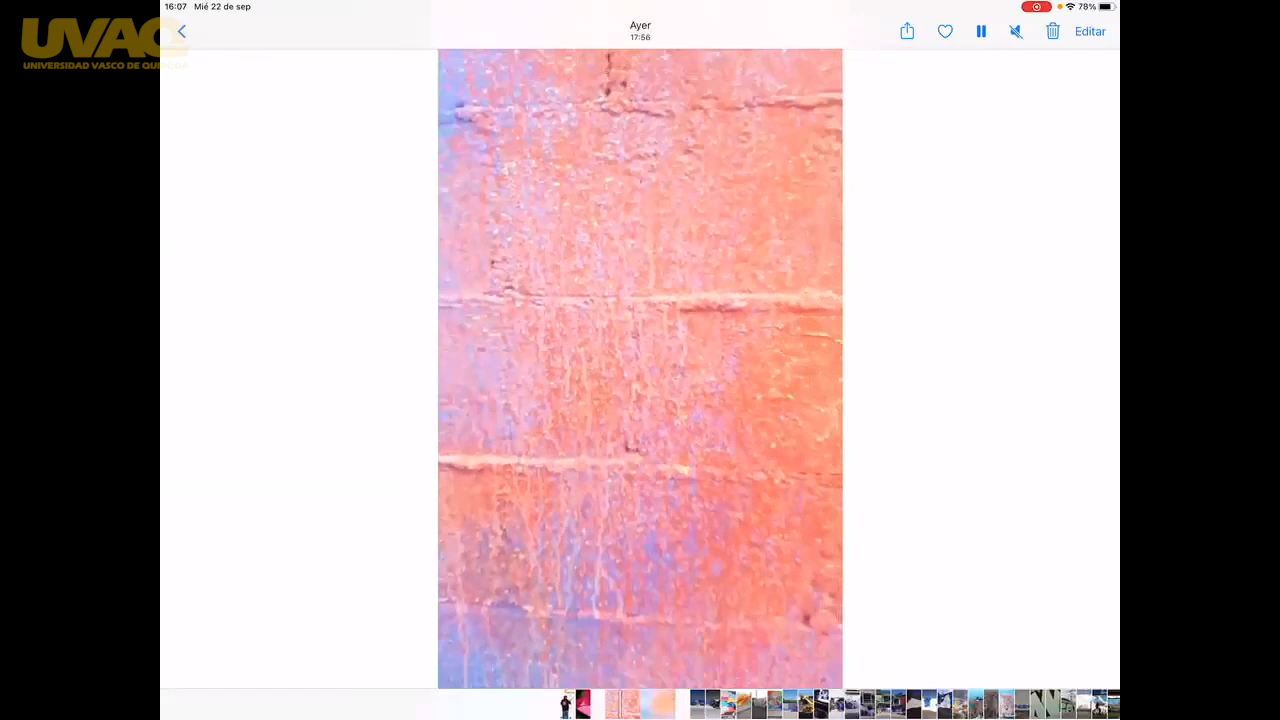 16:07 Mié 22 de sep
78%
Ayer
17:56
Editar
UVAQ
UNIVERSIDAD VASCO DE QUIROGA